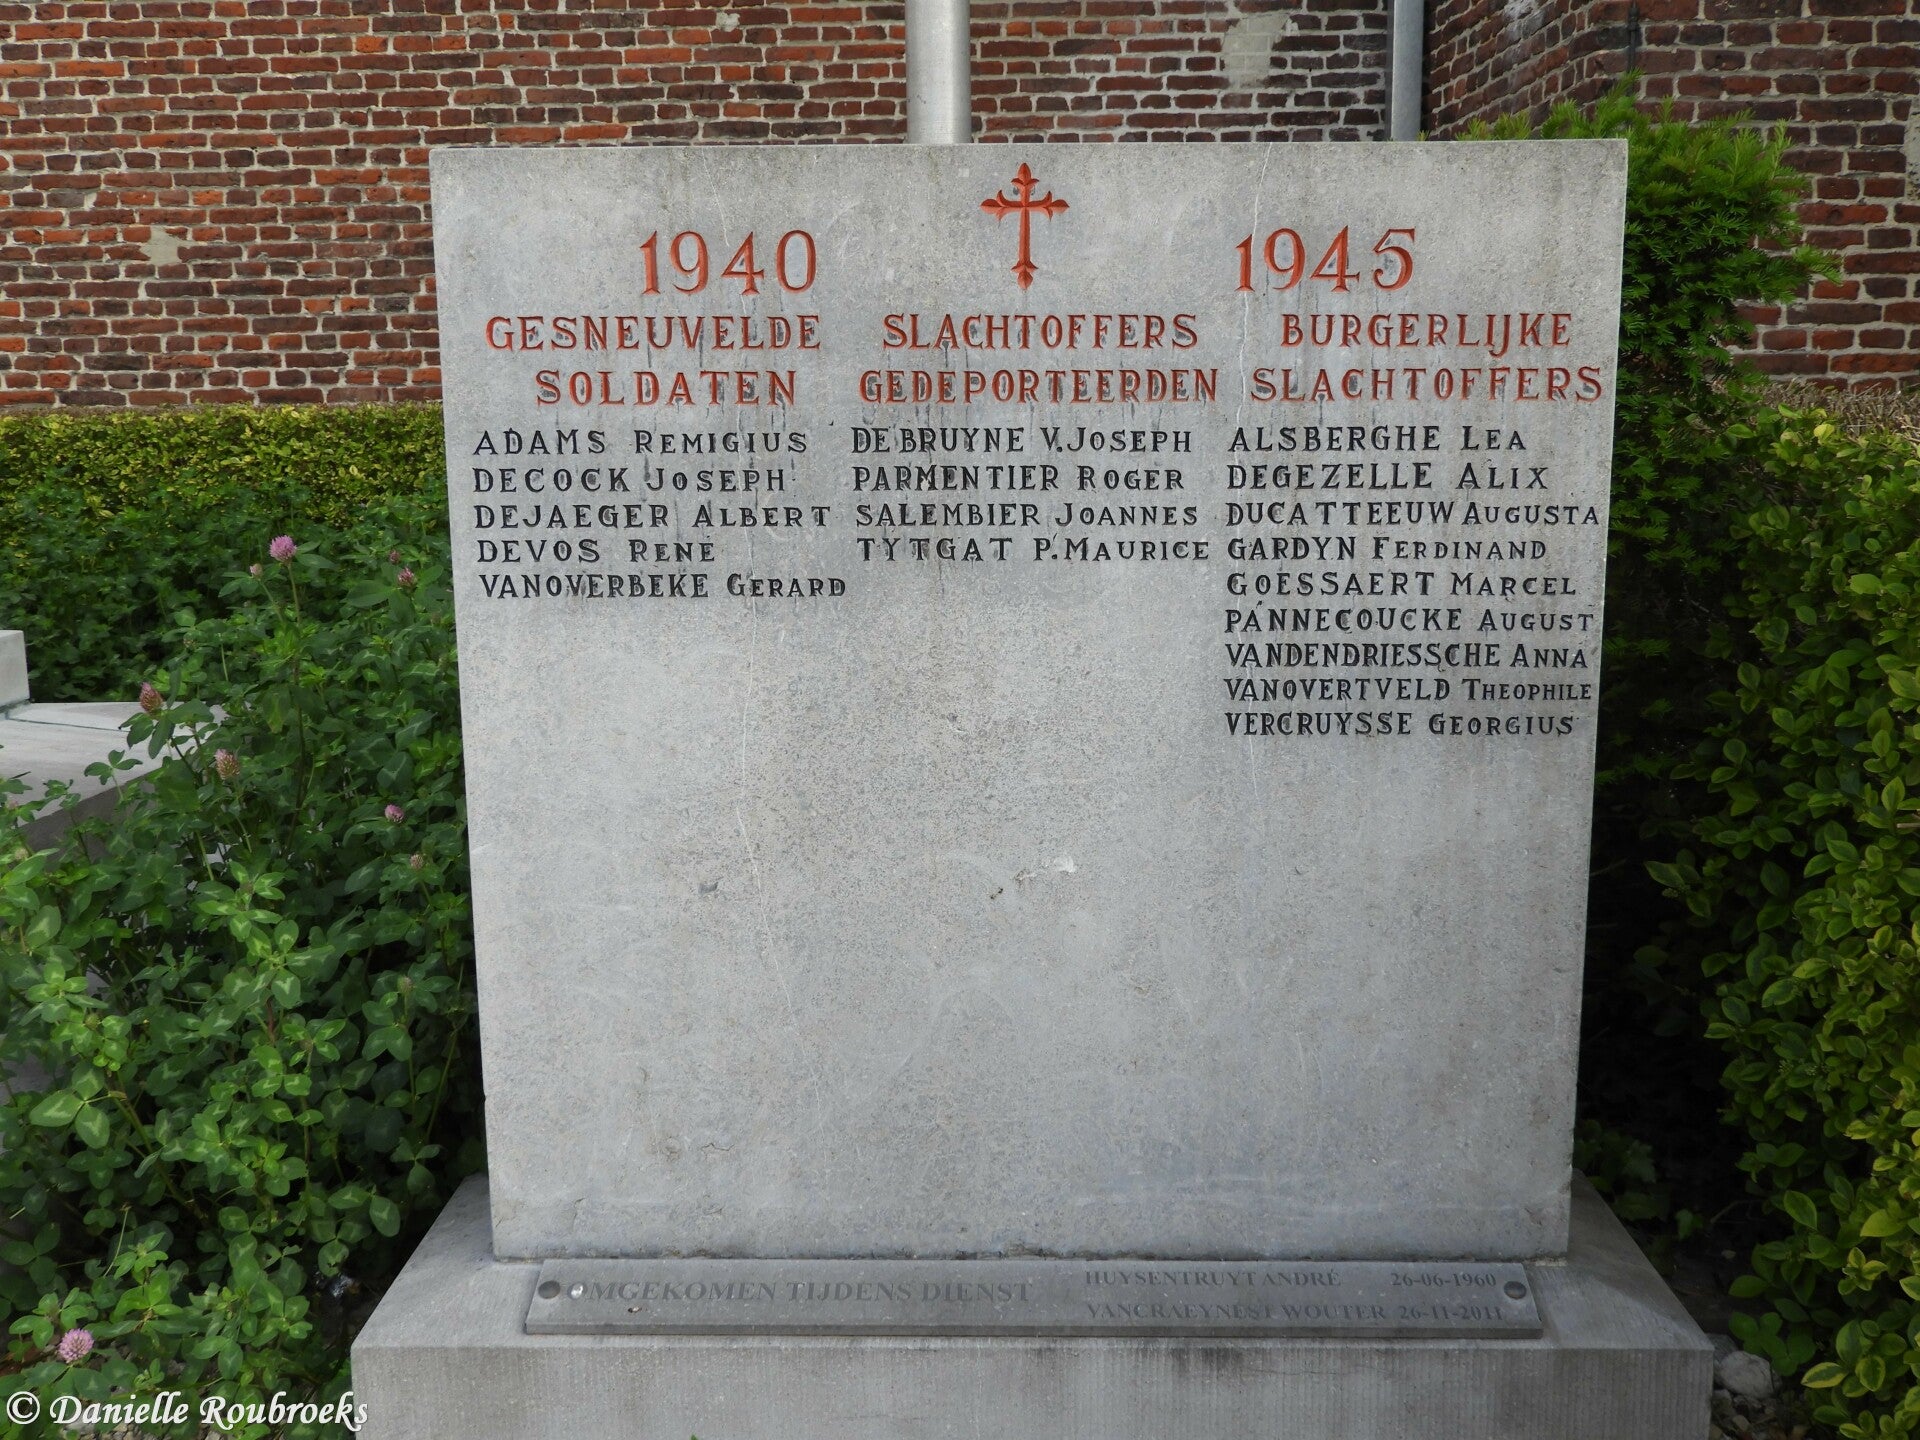 1940 1945
GESNEUVELDE
SOLDATEN
ADAMS REMIGIUS
DECOCK JOSEPH
DEJAEGER ALBERT
DEVOS RENÉ
VANOVERBEKE GERARD
SLACHTOFFERS
GEDEPORTEERDEN
DEBRUYNE V. JOSEPH
PARMENTIER ROGER
SALEMBIER JOANNES
TYTGAT P. MAURICE
BURGERLIJKE
SLACHTOFFERS
ALSBERGHE LEA
DEGEZELLE ALIX
DUCATTEEUW AUGUSTA
GARDYN FERDINAND
GOESSAERT MARCEL
PANNECOUCKE AUGUST
VANDENDRIESSCHE ANNA
VANOVERTVELD THEOPHILE
VERCRUYSSE GEORGIUS
OMGEKOMEN TIJDENS DIENST
HUYSENTRUYT ANDRÉ 26-06-1960
VANCRAEYNEST WOUTER 26-11-2011
© Danielle Roubroeks